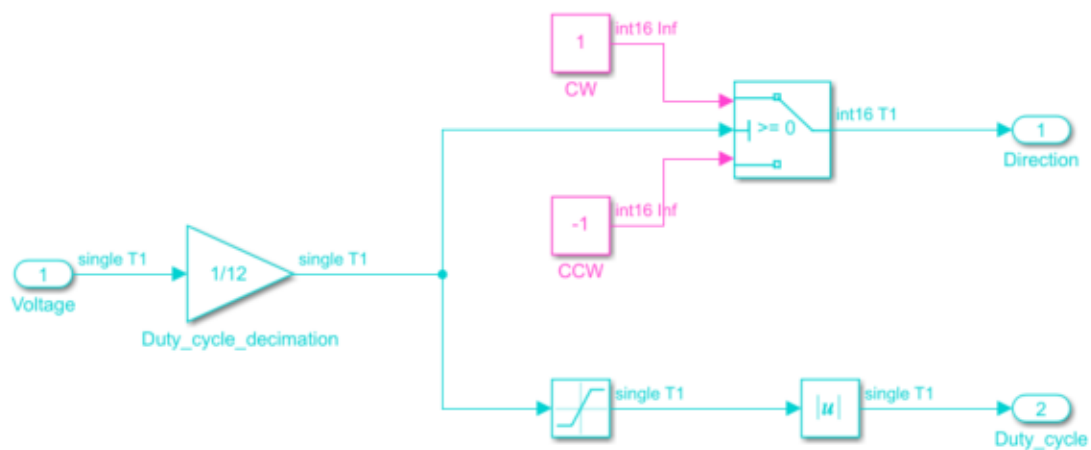 int16 Inf
1
CW
>= 0
int16 T1
1
Direction
int16 Inf
-1
CCW
single T1
1/12
single T1
1
Voltage
Duty_cycle_decimation
single T1
|u|
single T1
2
Duty_cycle